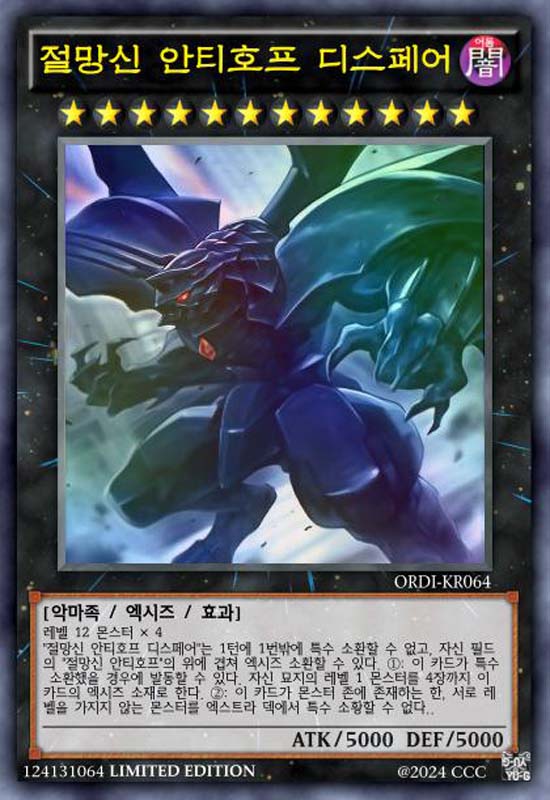 절망신 안티호프 디스페어
어둠
闇
ORDI-KR064
[악마족 / 엑시즈 / 효과]
레벨 12 몬스터 × 4
"절망신 안티호프 디스페어"는 1턴에 1번밖에 특수 소환할 수 없고, 자신 필드
의 "절망신 안티호프"의 위에 겹쳐 엑시즈 소환할 수 있다. ①: 이 카드가 특수
소환했을 경우에 발동할 수 있다. 자신 묘지의 레벨 1 몬스터를 4장까지 이
카드의 엑시즈 소재로 한다. ②: 이 카드가 몬스터 존에 존재하는 한, 서로 레
벨을 가지지 않는 몬스터를 엑스트라 덱에서 특수 소황할 수 없다..
ATK/5000 DEF/5000
124131064 LIMITED EDITION
@2024 CCC